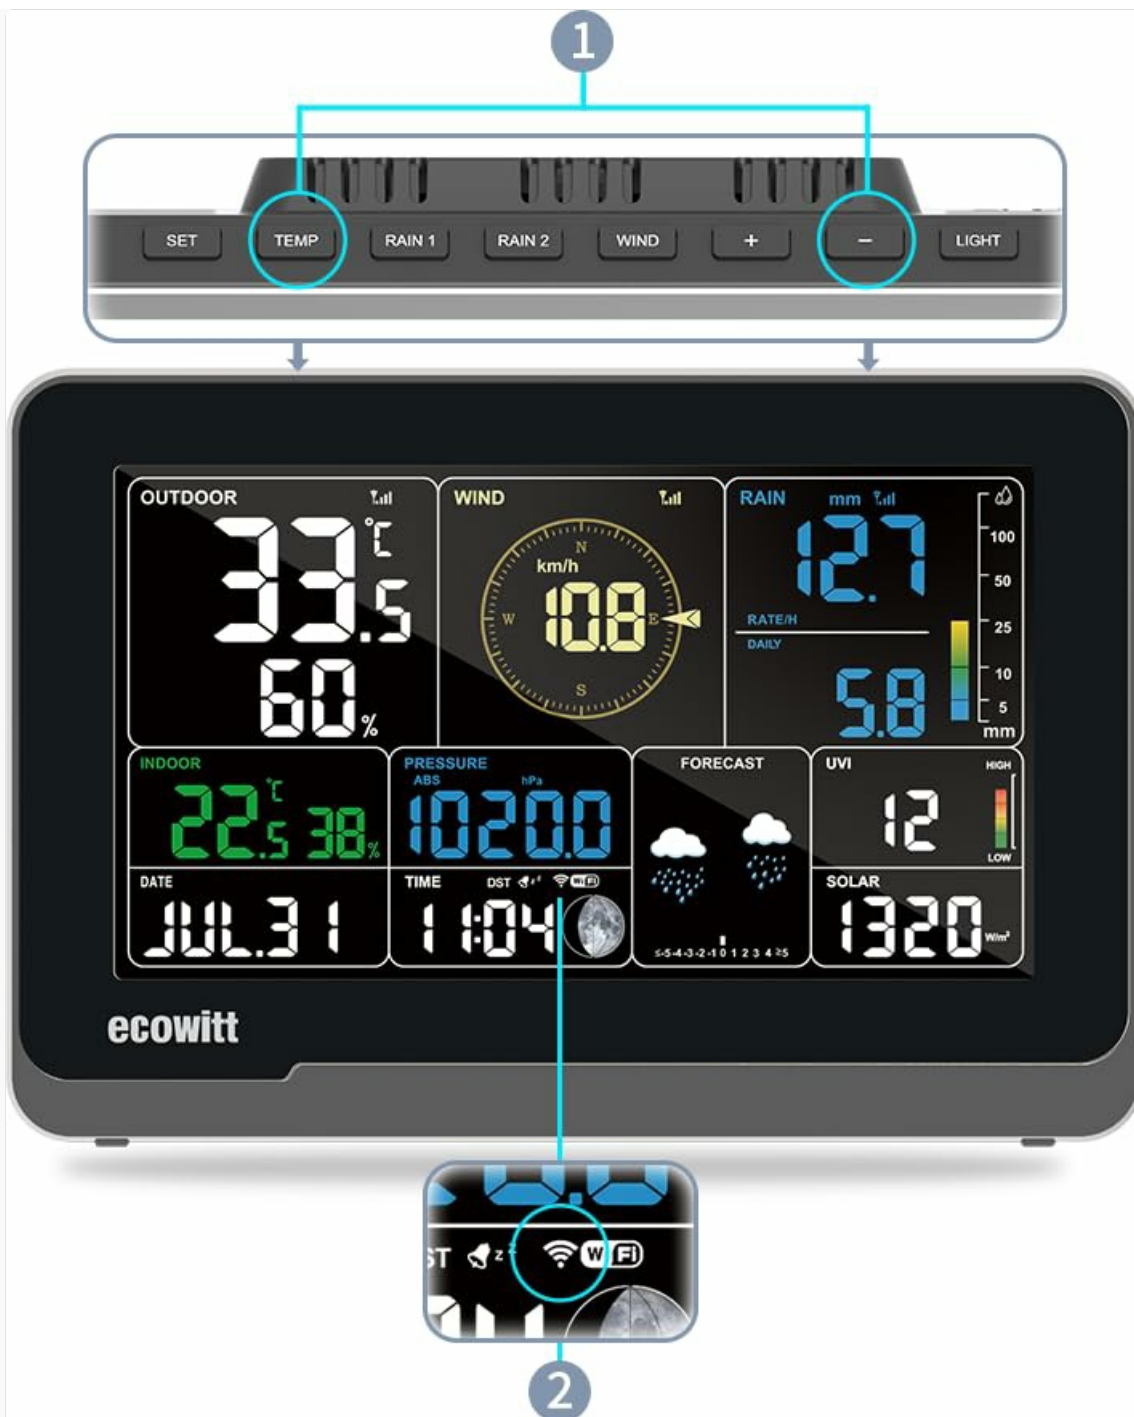 1
SET TEMP RAIN 1 RAIN 2 WIND + − LIGHT
OUTDOOR
33.5 °C
60%
WIND
N
km/h
W 10.8 E
S
RAIN mm
12.7
RATE/H
DAILY
5.8
100
50
25
10
5
mm
INDOOR
22.5 °C 38%
PRESSURE
ABS hPa
1020.0
FORECAST
≤-5-4-3-2-1 0 1 2 3 4 ≥5
UVI HIGH
12
LOW
DATE
JUL.31
TIME DST zzz WiFi
11:04
SOLAR
1320 W/m²
ecowitt
ST z z WiFi
2